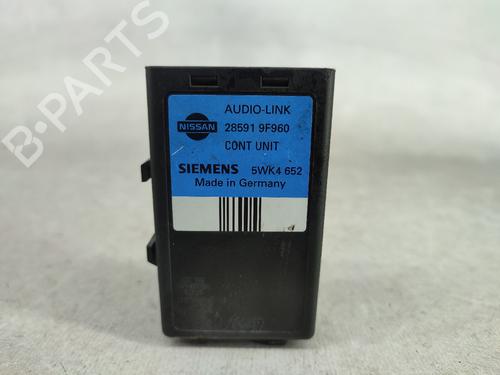 B-PARTS
AUDIO-LINK
NISSAN
28591 9F960
CONT UNIT
SIEMENS 5WK4 652
Made in Germany